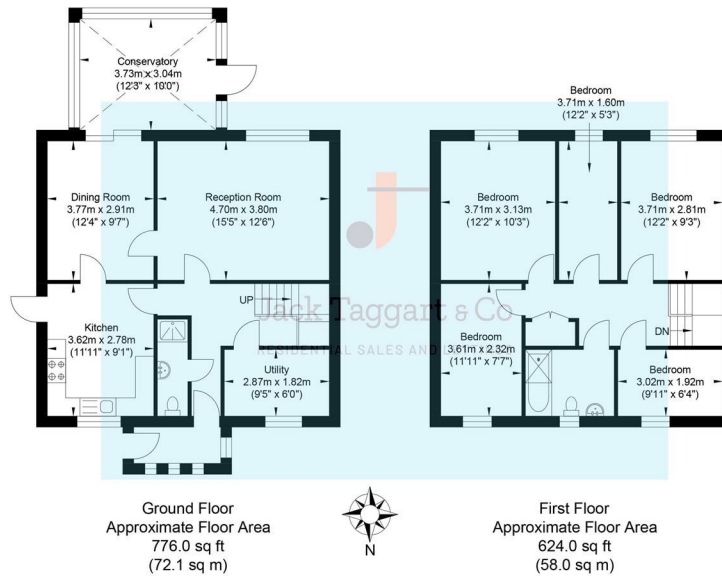 Conservatory
3.73m x 3.04m
(12'3" x 10'0")
Dining Room
3.77m x 2.91m
(12'4" x 9'7")
Reception Room
4.70m x 3.80m
(15'5" x 12'6")
UP
Kitchen
3.62m x 2.78m
(11'11" x 9'1")
Utility
2.87m x 1.82m
(9'5" x 6'0")
Bedroom
3.71m x 1.60m
(12'2" x 5'3")
Bedroom
3.71m x 3.13m
(12'2" x 10'3")
Bedroom
3.71m x 2.81m
(12'2" x 9'3")
Bedroom
3.61m x 2.32m
(11'11" x 7'7")
DN
Bedroom
3.02m x 1.92m
(9'11" x 6'4")
Jack Taggart & Co
RESIDENTIAL SALES AND
Ground Floor
Approximate Floor Area
776.0 sq ft
(72.1 sq m)
N
First Floor
Approximate Floor Area
624.0 sq ft
(58.0 sq m)